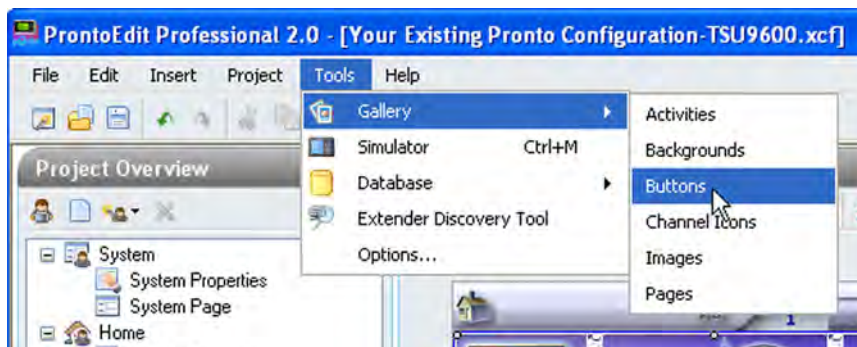 ProntoEdit Professional 2.0 - [Your Existing Pronto Configuration-TSU9600.xcf]
File Edit Insert Project Tools Help
Gallery
Simulator Ctrl+M
Database
Extender Discovery Tool
Options...
Activities
Backgrounds
Buttons
Channel Icons
Images
Pages
Project Overview
System
System Properties
System Page
Home
1